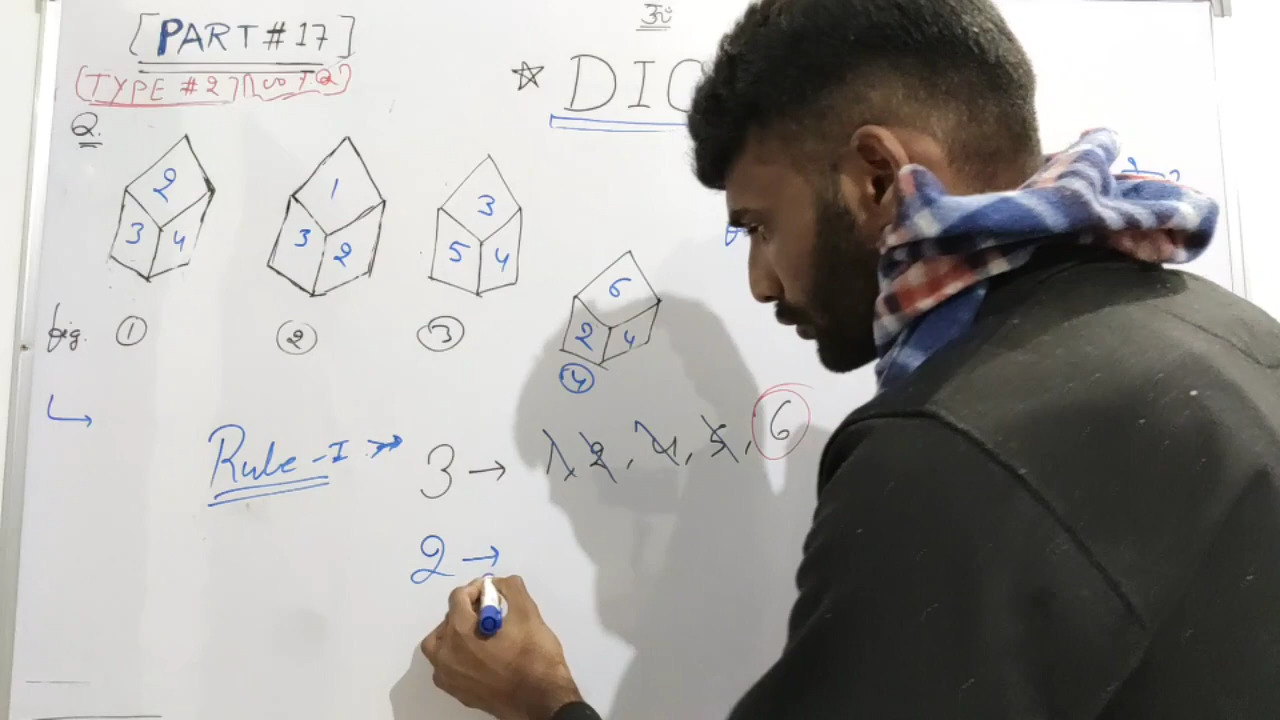 ॐ
[PART # 17]
[TYPE # 2]
☆ DIC
Q.
2
3 4
1
3 2
3
5 4
6
2 4
fig. ① ② ③
④
Rule-I →> 3 → 1 2, 4, 5, 6
2 →